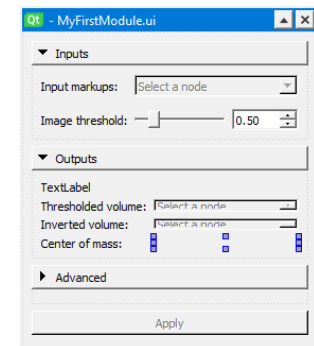 Qt - MyFirstModule.ui
Inputs
Input markups: Select a node
Image threshold: 0.50
Outputs
TextLabel
Thresholded volume: Select a node
Inverted volume: Select a node
Center of mass:
Advanced
Apply